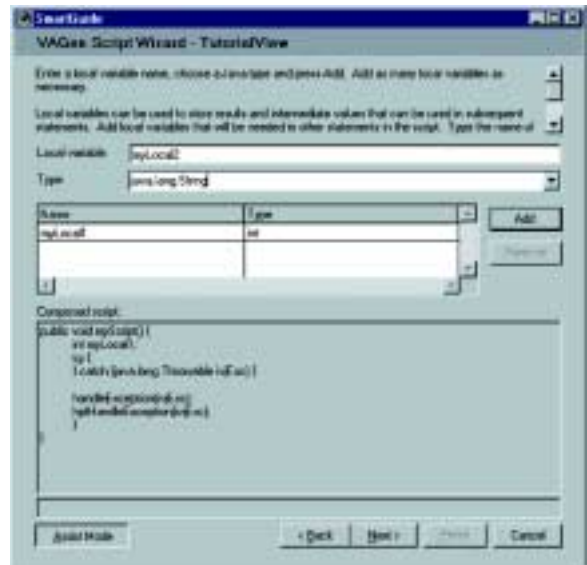 SmartGuide
VAGen Script Wizard - TutorialView
Enter a local variable name, choose a Java type and press Add. Add as many local variables as
necessary.
Local variables can be used to store results and intermediate values that can be used in subsequent
statements. Add local variables that will be needed in other statements in the script. Type the name of
Local variable: myLocal2
Type: java.lang.String
Name Type
myLocal1 int
Add
Remove
Composed script:
public void myScript() {
int myLocal1;
try {
} catch (java.lang.Throwable ivjExc) {
handleException(ivjExc);
hptHandleException(ivjExc);
}
}
Assist Mode
< Back
Next >
Finish
Cancel